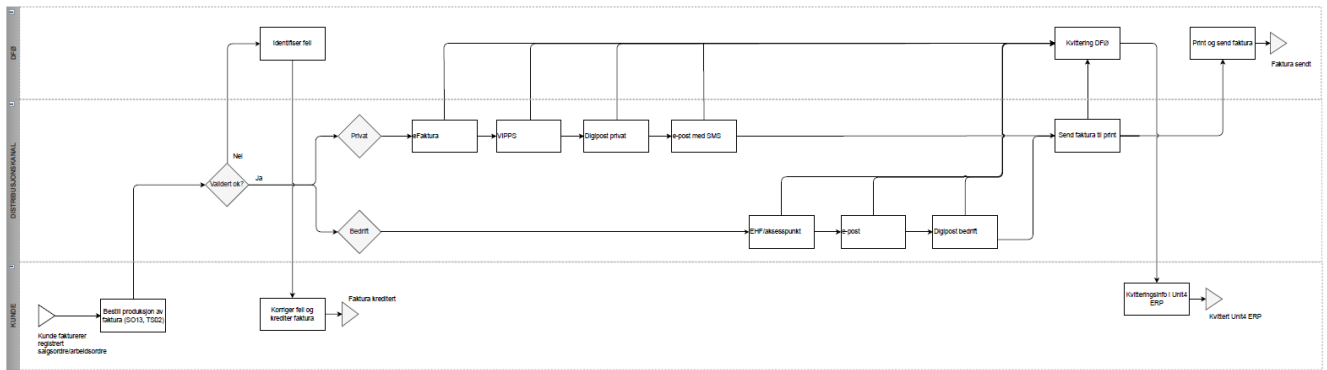 DFØ
Identifiser feil
Kvittering DFØ
Print og send faktura
Faktura sendt
DISTRIBUSJONSKANAL
Privat
eFaktura
VIPPS
Digipost privat
e-post med SMS
Send faktura til print
Nei
Validert ok?
Ja
Bedrift
EHF/aksesspunkt
e-post
Digipost bedrift
KUNDE
Kunde fakturerer
registrert
salgsordre/arbeidsordre
Bestill produksjon av
faktura (SO13, TS02)
Korriger feil og
krediter faktura
Faktura kreditert
Kvitteringsinfo i Unit4
ERP
Kvittert Unit4 ERP